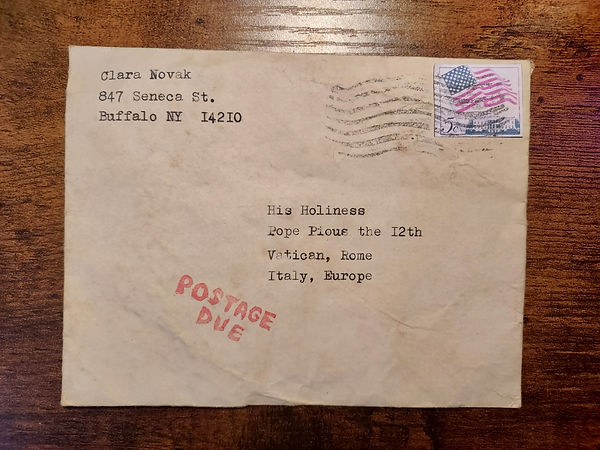 Clara Novak
847 Seneca St.
Buffalo NY  14210
5c
His Holiness
Pope Pious the 12th
Vatican, Rome
Italy, Europe
POSTAGE
DUE